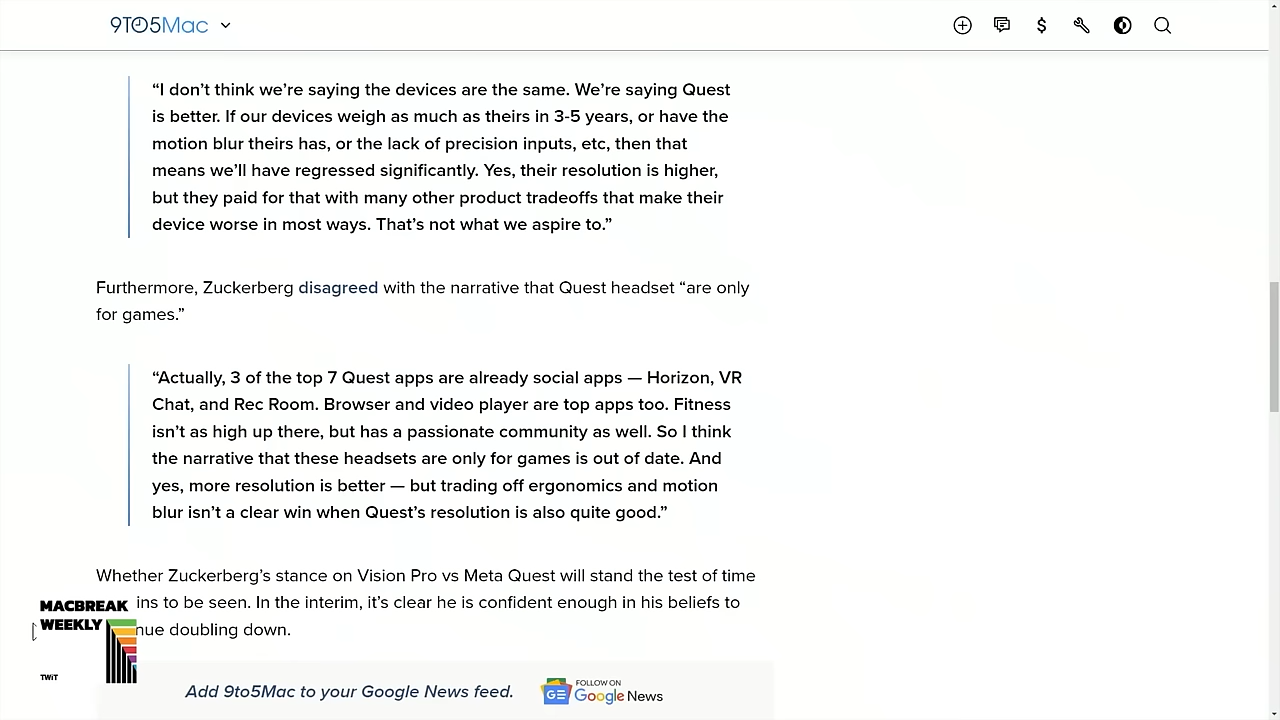 9TO5Mac
“I don’t think we’re saying the devices are the same. We’re saying Quest
is better. If our devices weigh as much as theirs in 3-5 years, or have the
motion blur theirs has, or the lack of precision inputs, etc, then that
means we’ll have regressed significantly. Yes, their resolution is higher,
but they paid for that with many other product tradeoffs that make their
device worse in most ways. That’s not what we aspire to.”
Furthermore, Zuckerberg disagreed with the narrative that Quest headset “are only
for games.”
“Actually, 3 of the top 7 Quest apps are already social apps — Horizon, VR
Chat, and Rec Room. Browser and video player are top apps too. Fitness
isn’t as high up there, but has a passionate community as well. So I think
the narrative that these headsets are only for games is out of date. And
yes, more resolution is better — but trading off ergonomics and motion
blur isn’t a clear win when Quest’s resolution is also quite good.”
Whether Zuckerberg’s stance on Vision Pro vs Meta Quest will stand the test of time
ins to be seen. In the interim, it’s clear he is confident enough in his beliefs to
nue doubling down.
MACBREAK
WEEKLY
TWiT
Add 9to5Mac to your Google News feed.
FOLLOW ON
Google News